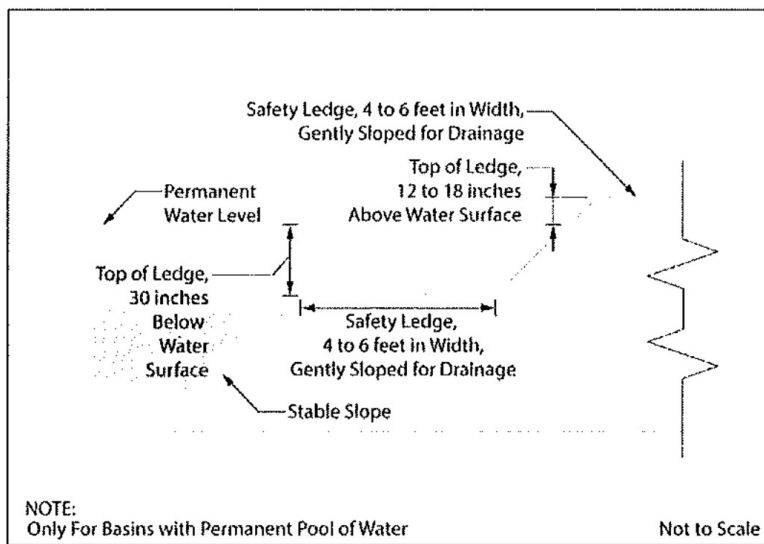 Safety Ledge, 4 to 6 feet in Width,
Gently Sloped for Drainage
Top of Ledge,
12 to 18 inches
Above Water Surface
Permanent
Water Level
Top of Ledge,
30 inches
Below
Water
Surface
Safety Ledge,
4 to 6 feet in Width,
Gently Sloped for Drainage
Stable Slope
NOTE:
Only For Basins with Permanent Pool of Water
Not to Scale